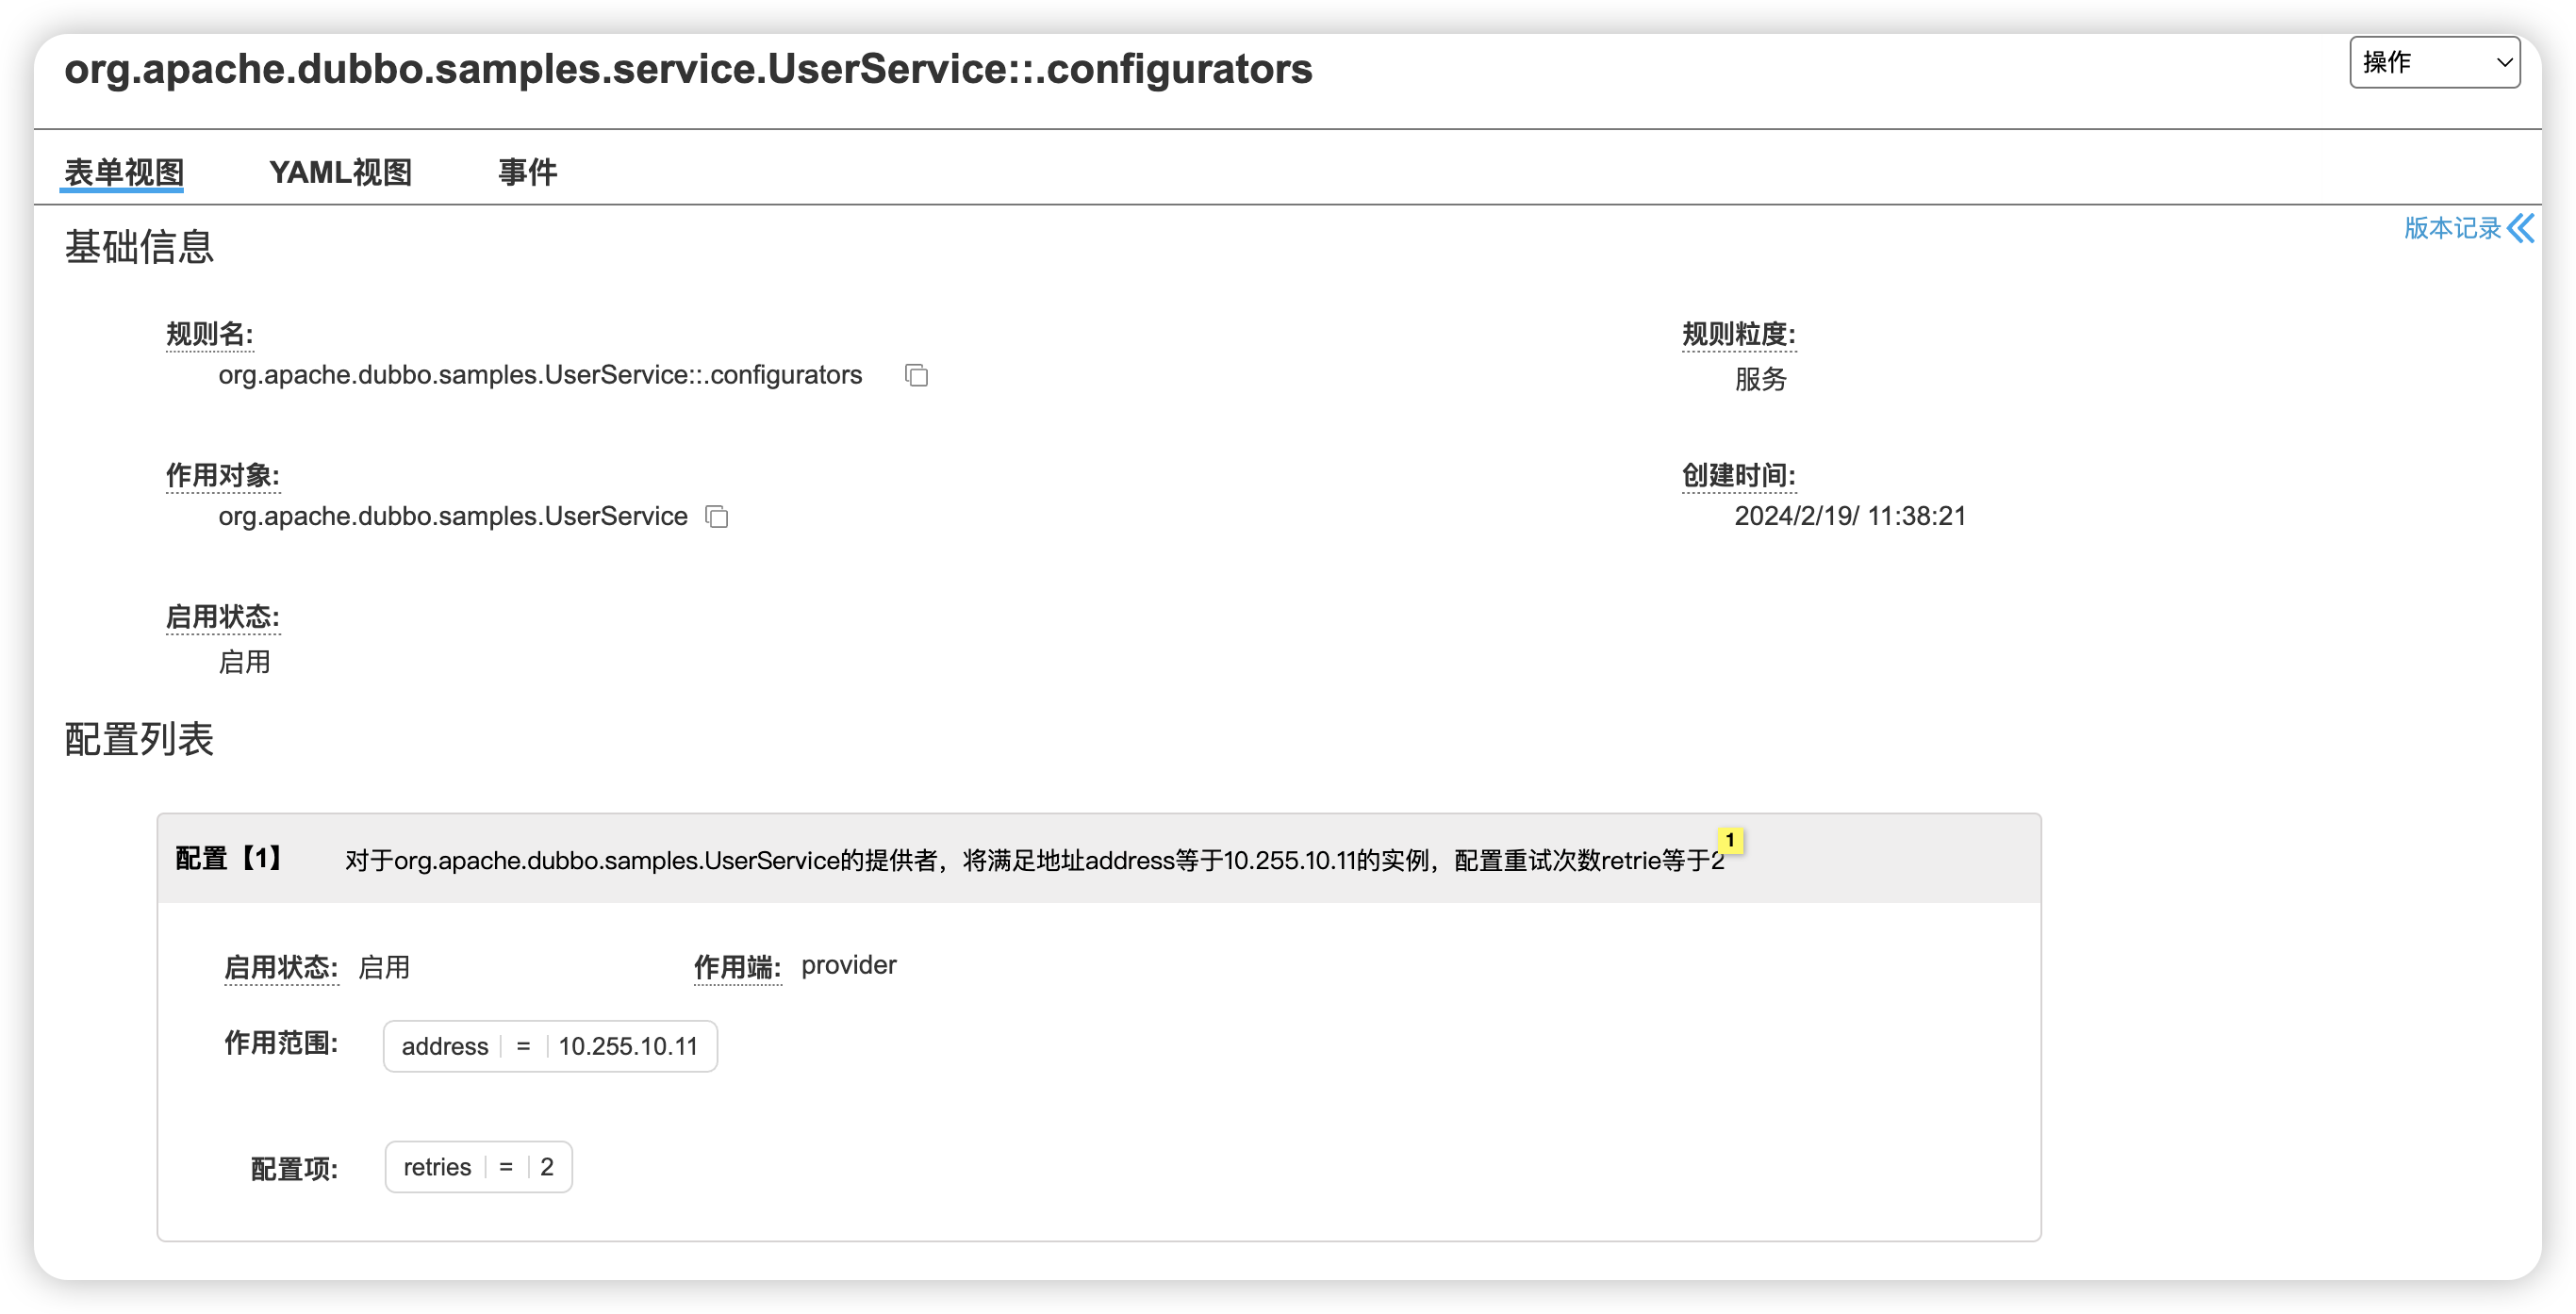 org.apache.dubbo.samples.service.UserService::.configurators
操作
表单视图 YAML视图 事件
版本记录
基础信息
规则名:
org.apache.dubbo.samples.UserService::.configurators
规则粒度:
服务
作用对象:
org.apache.dubbo.samples.UserService
创建时间:
2024/2/19/ 11:38:21
启用状态:
启用
配置列表
配置【1】 对于org.apache.dubbo.samples.UserService的提供者，将满足地址address等于10.255.10.11的实例，配置重试次数retrie等于2
1
启用状态: 启用 作用端: provider
作用范围: address = 10.255.10.11
配置项: retries = 2